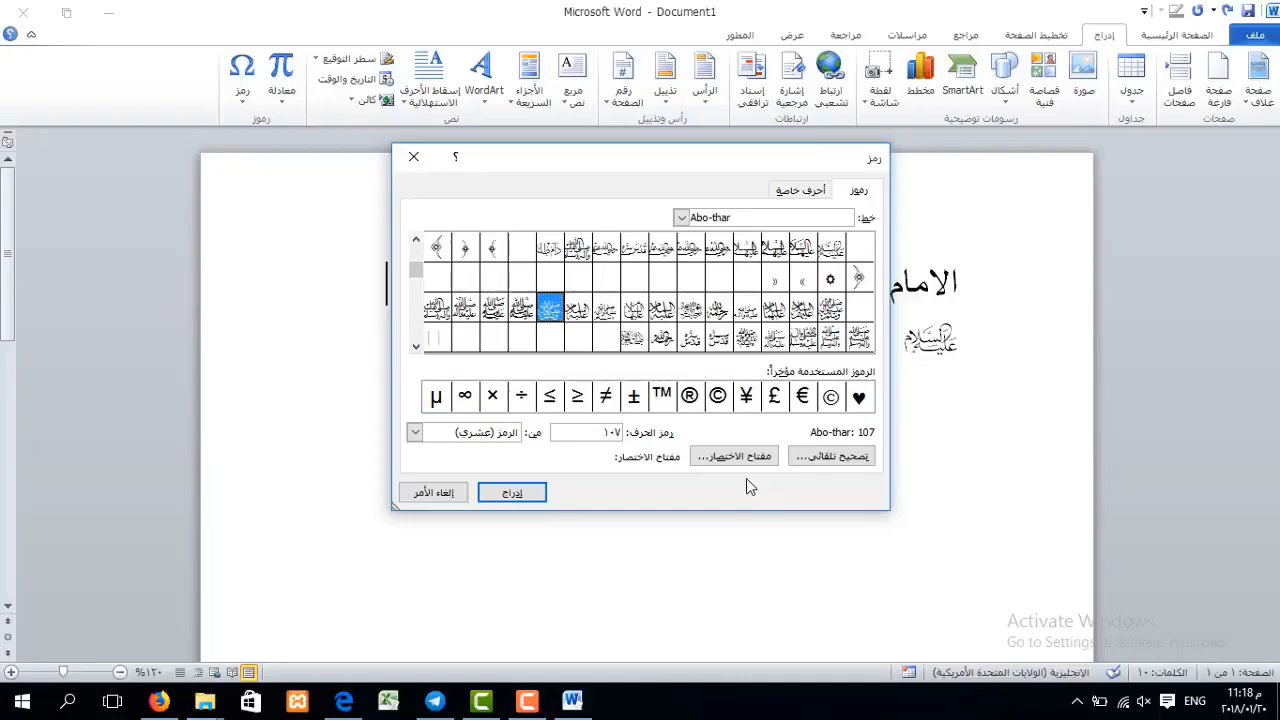 Microsoft Word - Document1
ملف
الصفحة الرئيسية
إدراج
تخطيط الصفحة
مراجع
مراسلات
مراجعة
عرض
المطور
صفحة غلاف
صفحة فارغة
فاصل صفحات
صفحات
جدول
جداول
صورة
قصاصة فنية
أشكال
SmartArt
مخطط
لقطة شاشة
رسومات توضيحية
ارتباط تشعبي
إشارة مرجعية
إسناد ترافقي
ارتباطات
الرأس
تذييل
رقم الصفحة
رأس وتذييل
مربع نص
الأجزاء السريعة
WordArt
إسقاط الأحرف الاستهلالية
سطر التوقيع
التاريخ والوقت
كائن
نص
π معادلة
Ω رمز
رموز
الامام
عليه السلام
رمز
؟
رموز
أحرف خاصة
خط:
Abo-thar
الرموز المستخدمة مؤخراً:
♥ © € £ ¥ © ® ™ ± ≠ ≥ ≤ ÷ × ∞ µ
Abo-thar: 107
رمز الحرف: ١٠٧
من: الرمز (عشري)
تصحيح تلقائي...
مفتاح الاختصار...
مفتاح الاختصار:
إدراج
إلغاء الأمر
Activate Windows
Go to Settings to activate Windows.
الصفحة: ١ من ١
الكلمات: ١٠
الإنجليزية (الولايات المتحدة الأمريكية)
%١٢٠
ENG
11:18 م
٢٠١٨/٠١/٢٠